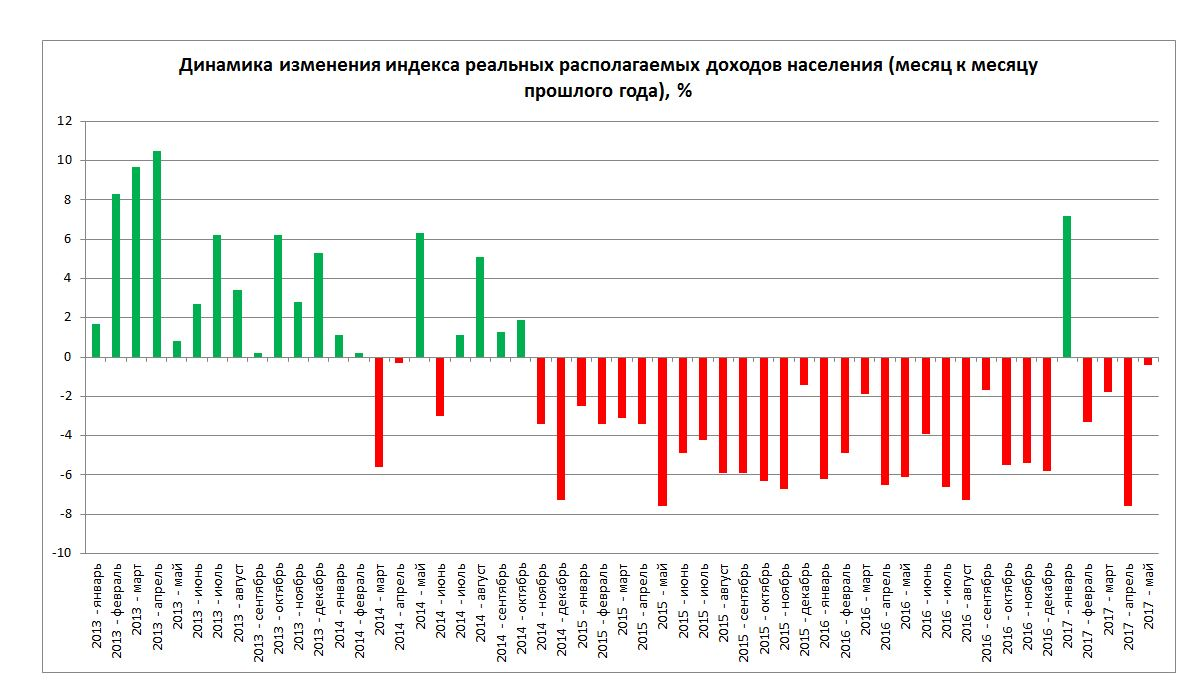 Динамика изменения индекса реальных располагаемых доходов населения (месяц к месяцу
прошлого года), %
12
10
8
6
4
2
0
-2
-4
-6
-8
-10
2013 - январь
2013 - февраль
2013 - март
2013 - апрель
2013 - май
2013 - июнь
2013 - июль
2013 - август
2013 - сентябрь
2013 - октябрь
2013 - ноябрь
2013 - декабрь
2014 - январь
2014 - февраль
2014 - март
2014 - апрель
2014 - май
2014 - июнь
2014 - июль
2014 - август
2014 - сентябрь
2014 - октябрь
2014 - ноябрь
2014 - декабрь
2015 - январь
2015 - февраль
2015 - март
2015 - апрель
2015 - май
2015 - июнь
2015 - июль
2015 - август
2015 - сентябрь
2015 - октябрь
2015 - ноябрь
2015 - декабрь
2016 - январь
2016 - февраль
2016 - март
2016 - апрель
2016 - май
2016 - июнь
2016 - июль
2016 - август
2016 - сентябрь
2016 - октябрь
2016 - ноябрь
2016 - декабрь
2017 - январь
2017 - февраль
2017 - март
2017 - апрель
2017 - май